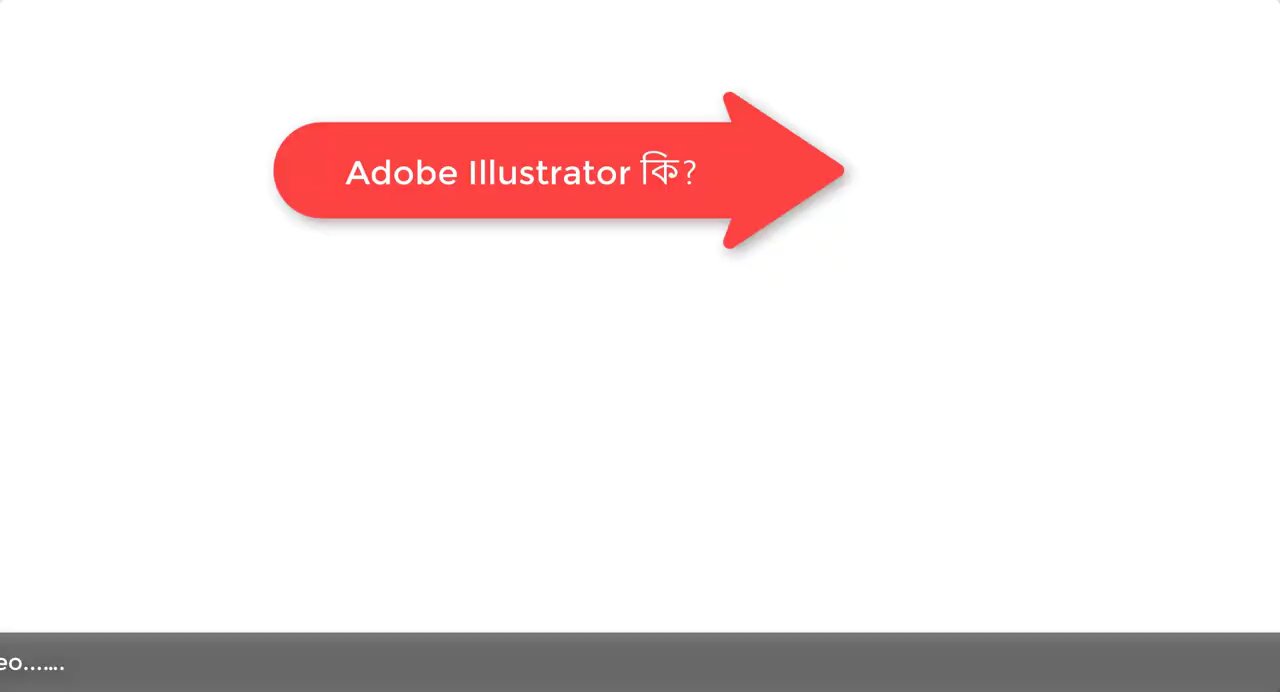 Adobe Illustrator কি?
eo.......